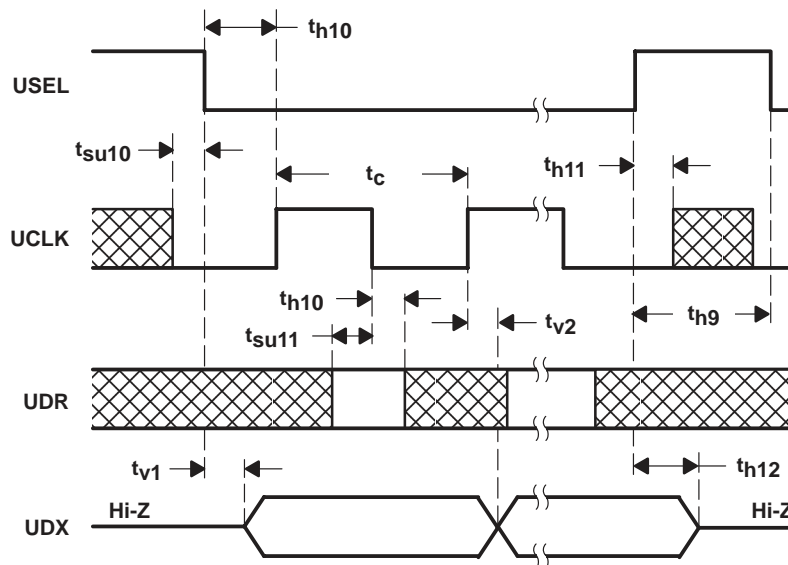 th10
USEL
tsu10
tc
th11
UCLK
th10
tsu11
tv2
th9
UDR
tv1
th12
Hi-Z
Hi-Z
UDX